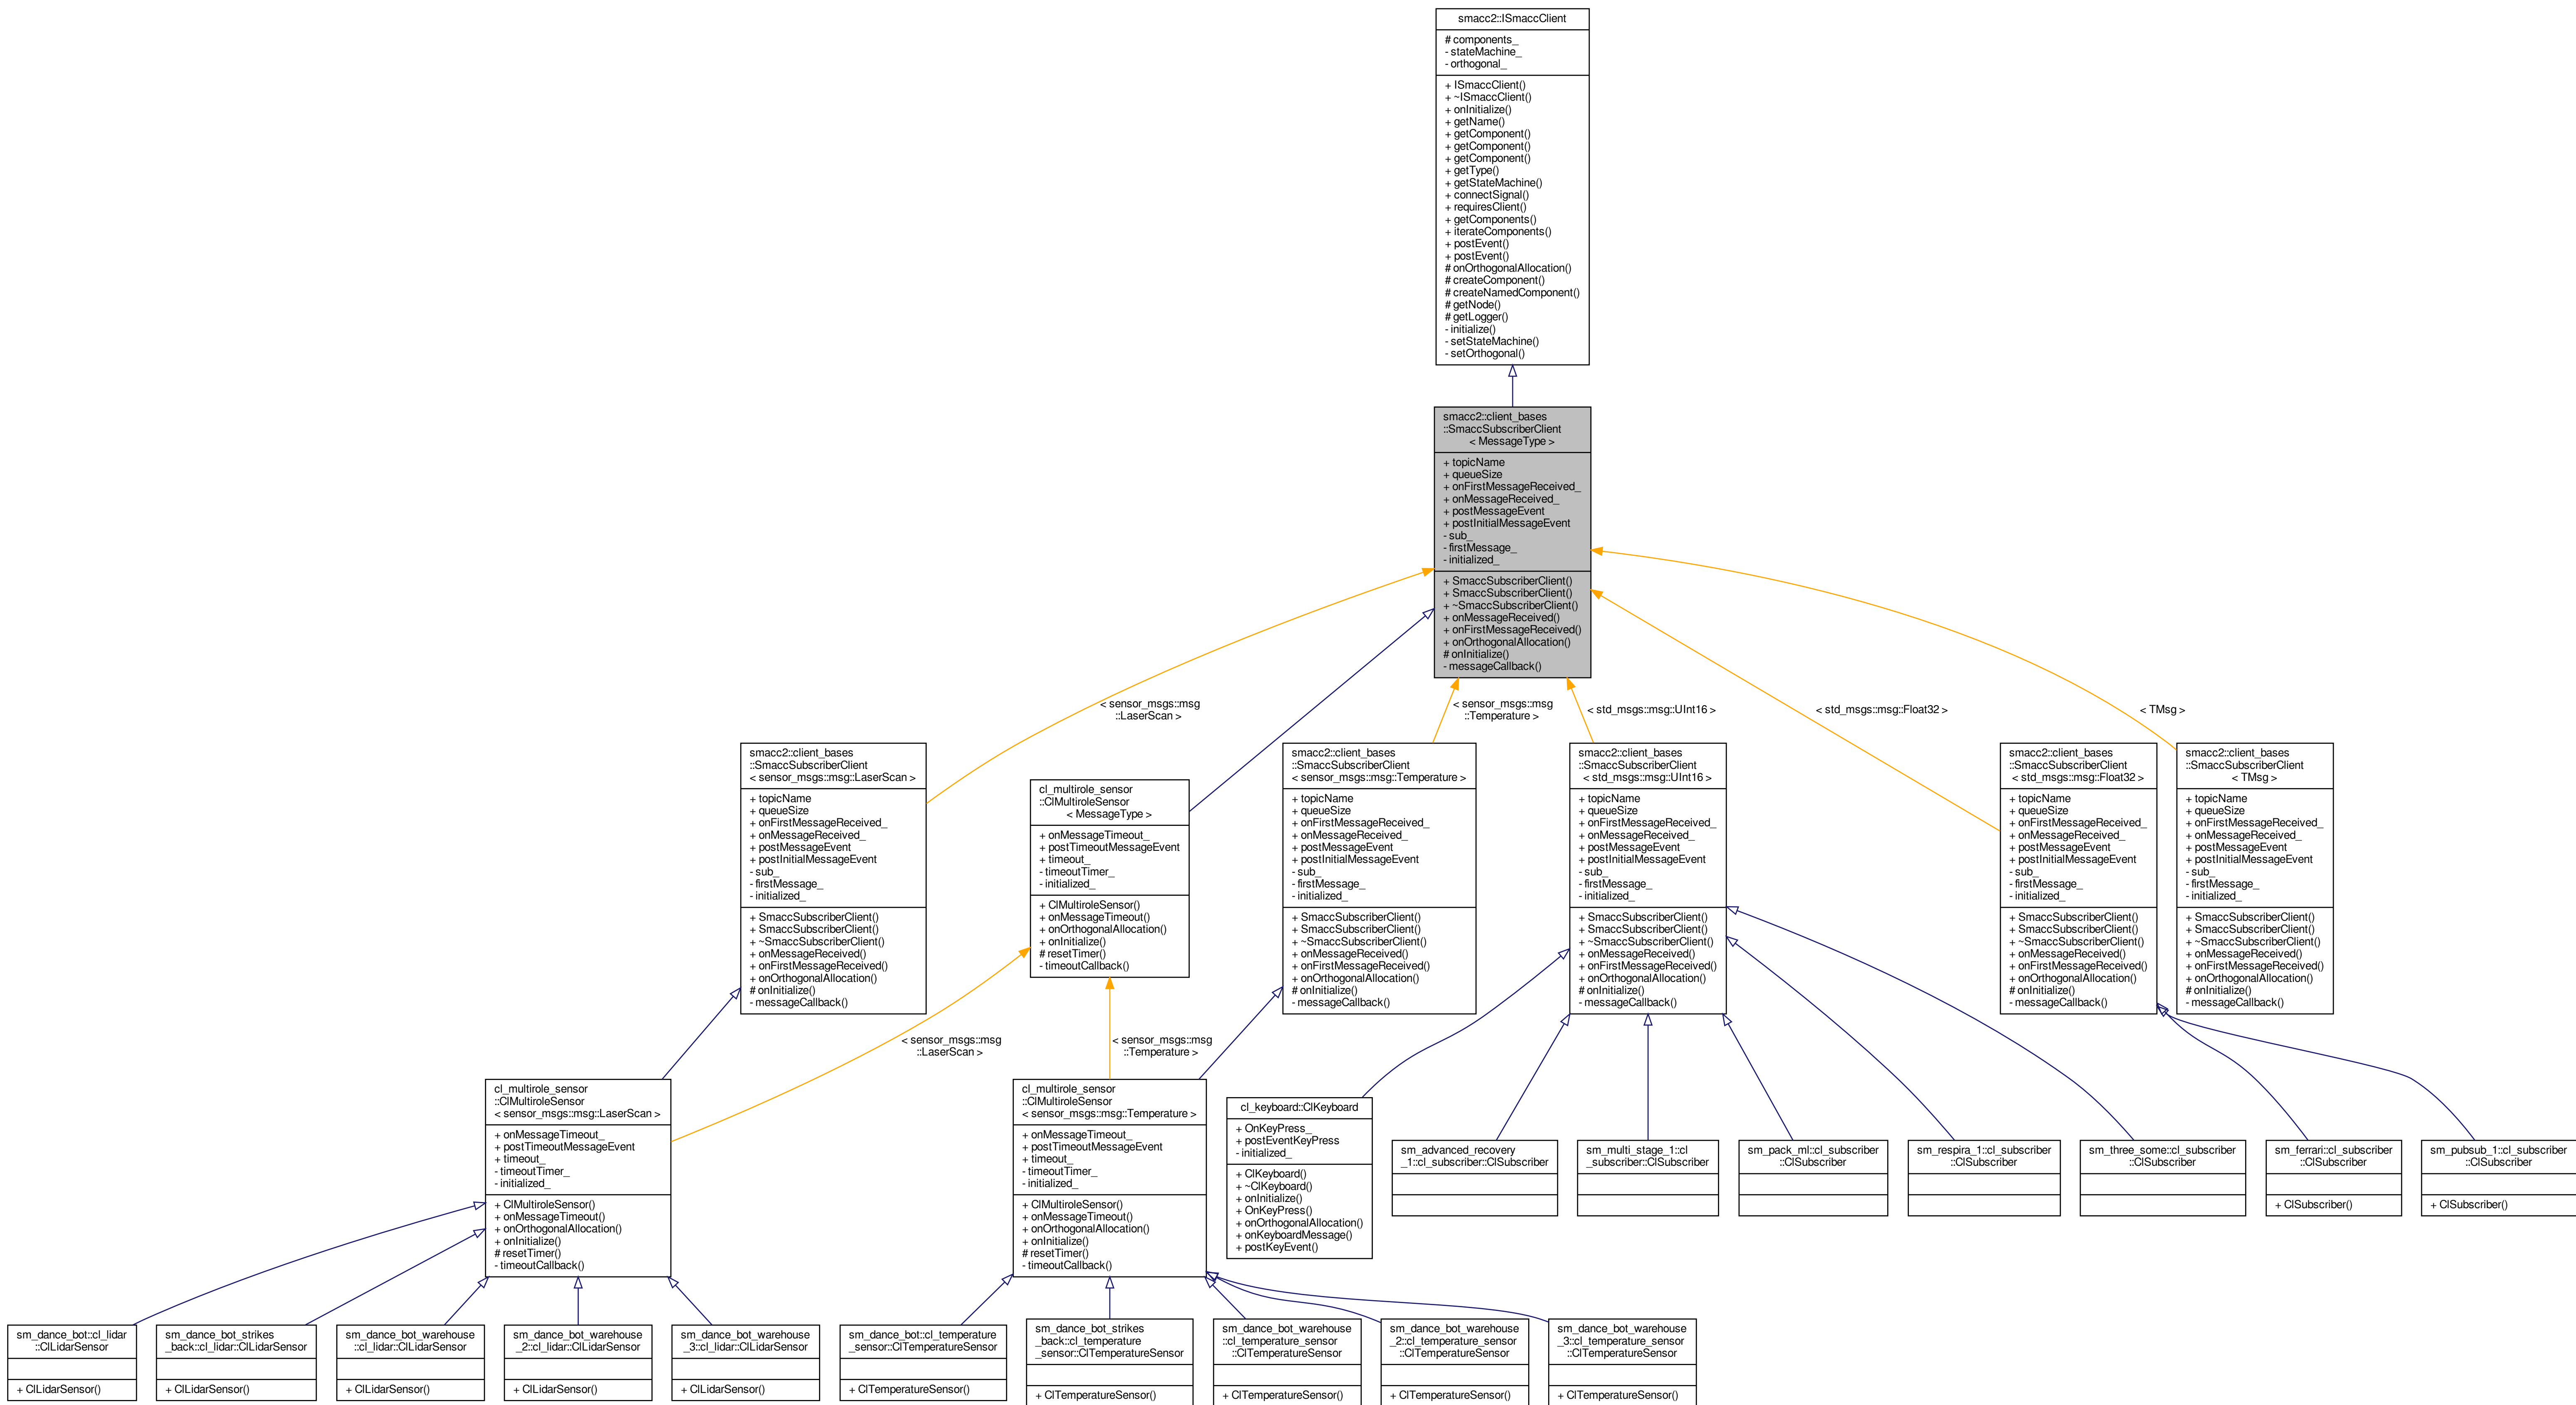 smacc2::ISmaccClient
# components_
- stateMachine_
- orthogonal_
+ ISmaccClient()
+ ~ISmaccClient()
+ onInitialize()
+ getName()
+ getComponent()
+ getComponent()
+ getComponent()
+ getType()
+ getStateMachine()
+ connectSignal()
+ requiresClient()
+ getComponents()
+ iterateComponents()
+ postEvent()
+ postEvent()
# onOrthogonalAllocation()
# createComponent()
# createNamedComponent()
# getNode()
# getLogger()
- initialize()
- setStateMachine()
- setOrthogonal()
smacc2::client_bases
::SmaccSubscriberClient
< MessageType >
+ topicName
+ queueSize
+ onFirstMessageReceived_
+ onMessageReceived_
+ postMessageEvent
+ postInitialMessageEvent
- sub_
- firstMessage_
- initialized_
+ SmaccSubscriberClient()
+ SmaccSubscriberClient()
+ ~SmaccSubscriberClient()
+ onMessageReceived()
+ onFirstMessageReceived()
+ onOrthogonalAllocation()
# onInitialize()
- messageCallback()
< sensor_msgs::msg
::LaserScan >
< sensor_msgs::msg
::Temperature >
< std_msgs::msg::UInt16 >
< std_msgs::msg::Float32 >
< TMsg >
smacc2::client_bases
::SmaccSubscriberClient
< sensor_msgs::msg::LaserScan >
+ topicName
+ queueSize
+ onFirstMessageReceived_
+ onMessageReceived_
+ postMessageEvent
+ postInitialMessageEvent
- sub_
- firstMessage_
- initialized_
+ SmaccSubscriberClient()
+ SmaccSubscriberClient()
+ ~SmaccSubscriberClient()
+ onMessageReceived()
+ onFirstMessageReceived()
+ onOrthogonalAllocation()
# onInitialize()
- messageCallback()
cl_multirole_sensor
::ClMultiroleSensor
< MessageType >
+ onMessageTimeout_
+ postTimeoutMessageEvent
+ timeout_
- timeoutTimer_
- initialized_
+ ClMultiroleSensor()
+ onMessageTimeout()
+ onOrthogonalAllocation()
+ onInitialize()
# resetTimer()
- timeoutCallback()
smacc2::client_bases
::SmaccSubscriberClient
< sensor_msgs::msg::Temperature >
+ topicName
+ queueSize
+ onFirstMessageReceived_
+ onMessageReceived_
+ postMessageEvent
+ postInitialMessageEvent
- sub_
- firstMessage_
- initialized_
+ SmaccSubscriberClient()
+ SmaccSubscriberClient()
+ ~SmaccSubscriberClient()
+ onMessageReceived()
+ onFirstMessageReceived()
+ onOrthogonalAllocation()
# onInitialize()
- messageCallback()
smacc2::client_bases
::SmaccSubscriberClient
< std_msgs::msg::UInt16 >
+ topicName
+ queueSize
+ onFirstMessageReceived_
+ onMessageReceived_
+ postMessageEvent
+ postInitialMessageEvent
- sub_
- firstMessage_
- initialized_
+ SmaccSubscriberClient()
+ SmaccSubscriberClient()
+ ~SmaccSubscriberClient()
+ onMessageReceived()
+ onFirstMessageReceived()
+ onOrthogonalAllocation()
# onInitialize()
- messageCallback()
smacc2::client_bases
::SmaccSubscriberClient
< std_msgs::msg::Float32 >
+ topicName
+ queueSize
+ onFirstMessageReceived_
+ onMessageReceived_
+ postMessageEvent
+ postInitialMessageEvent
- sub_
- firstMessage_
- initialized_
+ SmaccSubscriberClient()
+ SmaccSubscriberClient()
+ ~SmaccSubscriberClient()
+ onMessageReceived()
+ onFirstMessageReceived()
+ onOrthogonalAllocation()
# onInitialize()
- messageCallback()
smacc2::client_bases
::SmaccSubscriberClient
< TMsg >
+ topicName
+ queueSize
+ onFirstMessageReceived_
+ onMessageReceived_
+ postMessageEvent
+ postInitialMessageEvent
- sub_
- firstMessage_
- initialized_
+ SmaccSubscriberClient()
+ SmaccSubscriberClient()
+ ~SmaccSubscriberClient()
+ onMessageReceived()
+ onFirstMessageReceived()
+ onOrthogonalAllocation()
# onInitialize()
- messageCallback()
< sensor_msgs::msg
::LaserScan >
< sensor_msgs::msg
::Temperature >
cl_multirole_sensor
::ClMultiroleSensor
< sensor_msgs::msg::LaserScan >
+ onMessageTimeout_
+ postTimeoutMessageEvent
+ timeout_
- timeoutTimer_
- initialized_
+ ClMultiroleSensor()
+ onMessageTimeout()
+ onOrthogonalAllocation()
+ onInitialize()
# resetTimer()
- timeoutCallback()
cl_multirole_sensor
::ClMultiroleSensor
< sensor_msgs::msg::Temperature >
+ onMessageTimeout_
+ postTimeoutMessageEvent
+ timeout_
- timeoutTimer_
- initialized_
+ ClMultiroleSensor()
+ onMessageTimeout()
+ onOrthogonalAllocation()
+ onInitialize()
# resetTimer()
- timeoutCallback()
cl_keyboard::ClKeyboard
+ OnKeyPress_
+ postEventKeyPress
- initialized_
+ ClKeyboard()
+ ~ClKeyboard()
+ onInitialize()
+ OnKeyPress()
+ onOrthogonalAllocation()
+ onKeyboardMessage()
+ postKeyEvent()
sm_advanced_recovery
_1::cl_subscriber::ClSubscriber
sm_multi_stage_1::cl
_subscriber::ClSubscriber
sm_pack_ml::cl_subscriber
::ClSubscriber
sm_respira_1::cl_subscriber
::ClSubscriber
sm_three_some::cl_subscriber
::ClSubscriber
sm_ferrari::cl_subscriber
::ClSubscriber
+ ClSubscriber()
sm_pubsub_1::cl_subscriber
::ClSubscriber
+ ClSubscriber()
sm_dance_bot::cl_lidar
::ClLidarSensor
+ ClLidarSensor()
sm_dance_bot_strikes
_back::cl_lidar::ClLidarSensor
+ ClLidarSensor()
sm_dance_bot_warehouse
::cl_lidar::ClLidarSensor
+ ClLidarSensor()
sm_dance_bot_warehouse
_2::cl_lidar::ClLidarSensor
+ ClLidarSensor()
sm_dance_bot_warehouse
_3::cl_lidar::ClLidarSensor
+ ClLidarSensor()
sm_dance_bot::cl_temperature
_sensor::ClTemperatureSensor
+ ClTemperatureSensor()
sm_dance_bot_strikes
_back::cl_temperature
_sensor::ClTemperatureSensor
+ ClTemperatureSensor()
sm_dance_bot_warehouse
::cl_temperature_sensor
::ClTemperatureSensor
+ ClTemperatureSensor()
sm_dance_bot_warehouse
_2::cl_temperature_sensor
::ClTemperatureSensor
+ ClTemperatureSensor()
sm_dance_bot_warehouse
_3::cl_temperature_sensor
::ClTemperatureSensor
+ ClTemperatureSensor()